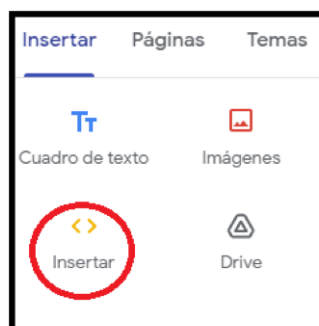 Insertar Páginas Temas
Cuadro de texto Imágenes
Insertar Drive